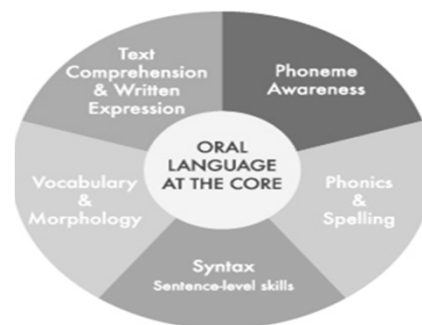 Text
Comprehension
& Written
Expression
Phoneme
Awareness
ORAL
LANGUAGE
AT THE CORE
Vocabulary
&
Morphology
Phonics
&
Spelling
Syntax
Sentence-level skills